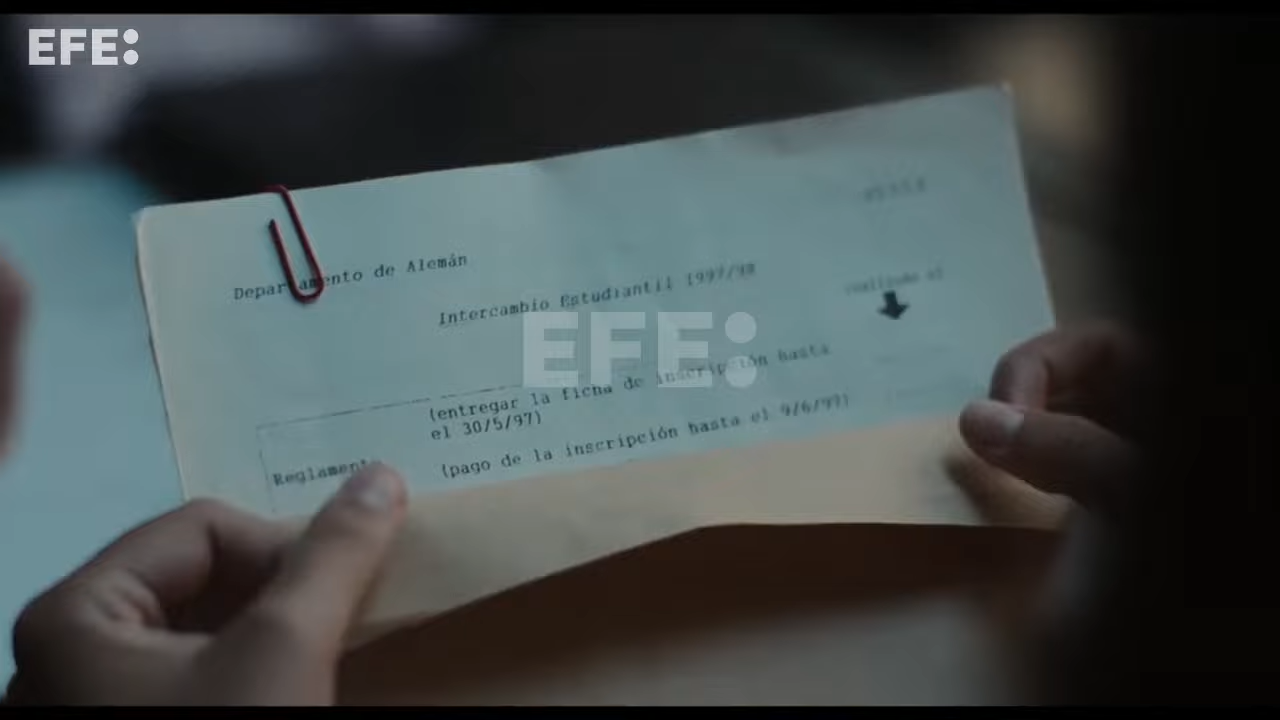 EFE:
Departamento de Alemán
Intercambio Estudiantil 1997/98
EFE:
(entregar la ficha de inscripción hasta
el 30/5/97)
(pago de la inscripción hasta el 9/6/97)
Reglamento